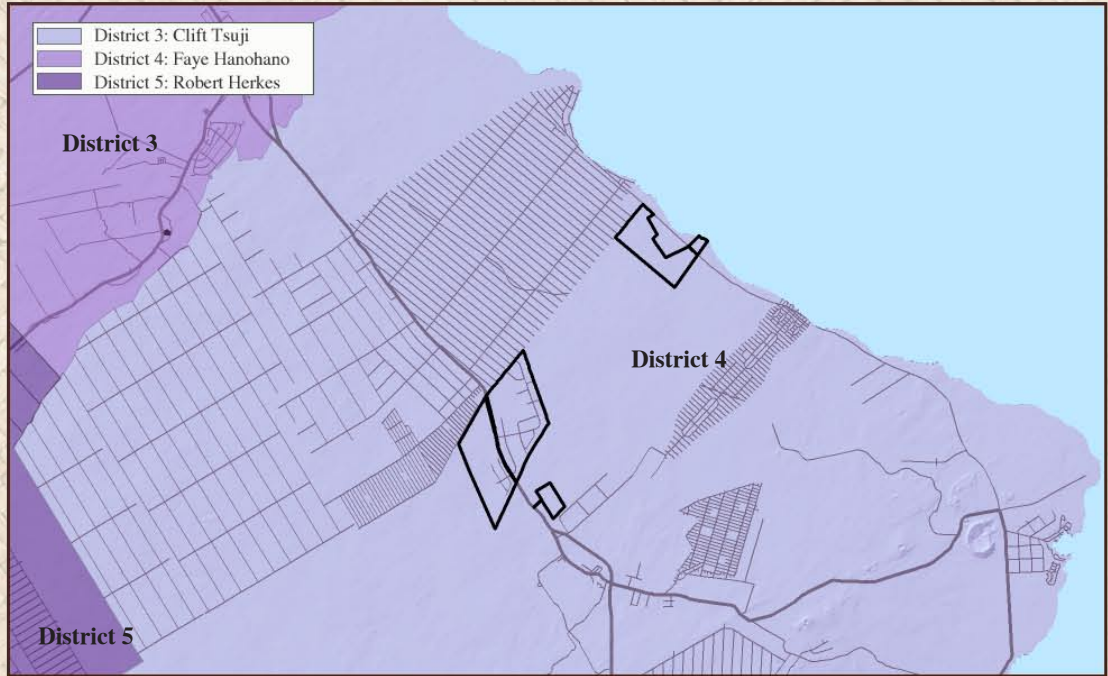 District 3: Clift Tsuji
District 4: Faye Hanohano
District 5: Robert Herkes
District 3
District 4
District 5